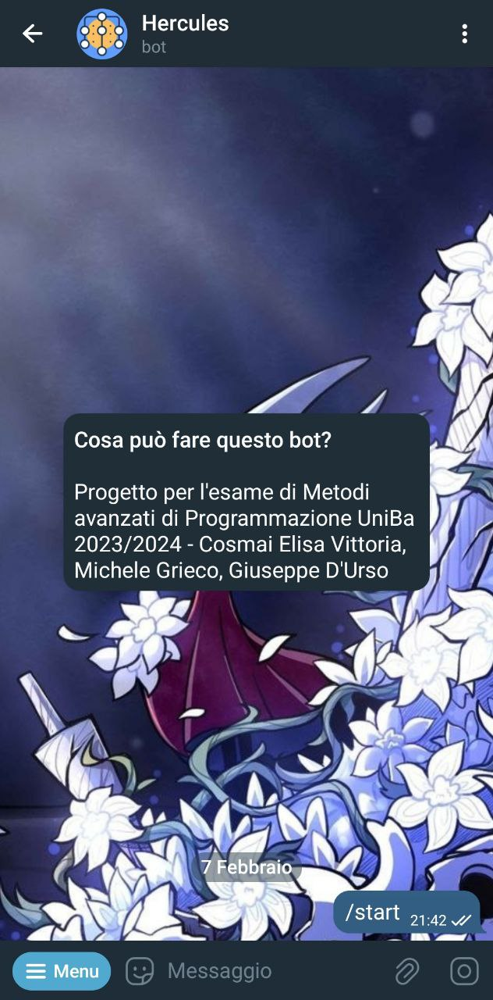 Hercules
bot
Cosa può fare questo bot?
Progetto per l'esame di Metodi
avanzati di Programmazione UniBa
2023/2024 - Cosmai Elisa Vittoria,
Michele Grieco, Giuseppe D'Urso
7 Febbraio
/start 21:42
Menu
Messaggio